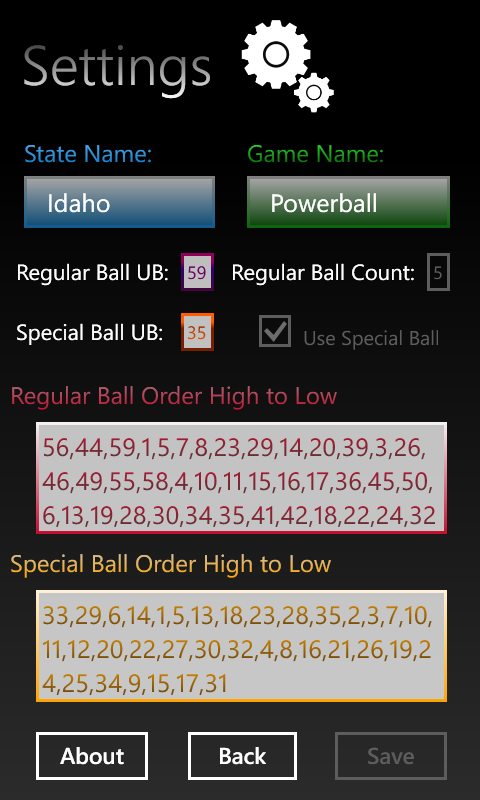 Settings
State Name: Game Name:
Idaho Powerball
Regular Ball UB: 59 Regular Ball Count: 5
Special Ball UB: 35 Use Special Ball
Regular Ball Order High to Low
56,44,59,1,5,7,8,23,29,14,20,39,3,26,
46,49,55,58,4,10,11,15,16,17,36,45,50,
6,13,19,28,30,34,35,41,42,18,22,24,32
Special Ball Order High to Low
33,29,6,14,1,5,13,18,23,28,35,2,3,7,10,
11,12,20,22,27,30,32,4,8,16,21,26,19,2
4,25,34,9,15,17,31
About Back Save